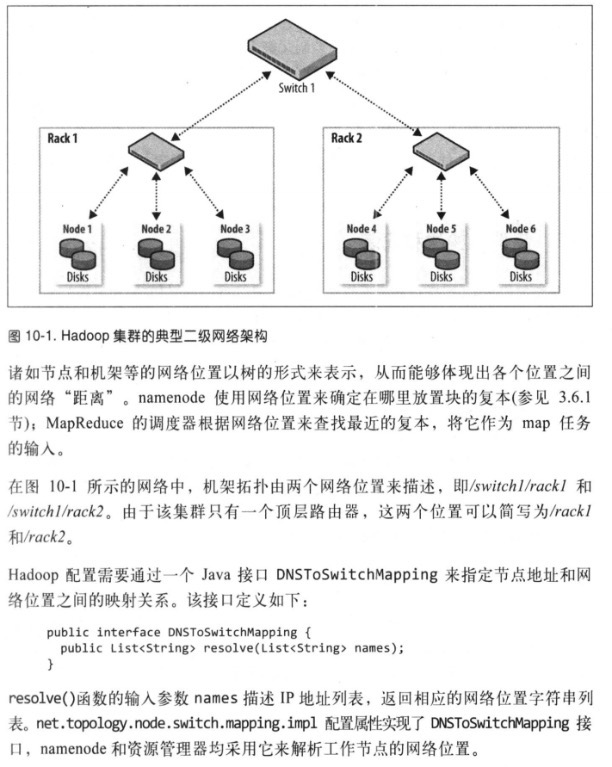 Switch 1
Rack 1
Rack 2
Node 1 Node 2 Node 3 Node 4 Node 5 Node 6
Disks Disks Disks Disks Disks Disks
图 10-1. Hadoop 集群的典型二级网络架构
诸如节点和机架等的网络位置以树的形式来表示，从而能够体现出各个位置之间
的网络“距离”。namenode 使用网络位置来确定在哪里放置块的复本(参见 3.6.1
节)；MapReduce 的调度器根据网络位置来查找最近的复本，将它作为 map 任务
的输入。
在图 10-1 所示的网络中，机架拓扑由两个网络位置来描述，即/switch1/rack1 和
/switch1/rack2。由于该集群只有一个顶层路由器，这两个位置可以简写为/rack1
和/rack2。
Hadoop 配置需要通过一个 Java 接口 DNSToSwitchMapping 来指定节点地址和网
络位置之间的映射关系。该接口定义如下：
public interface DNSToSwitchMapping {
public List<String> resolve(List<String> names);
}
resolve()函数的输入参数 names 描述 IP 地址列表，返回相应的网络位置字符串列
表。net.topology.node.switch.mapping.impl 配置属性实现了 DNSToSwitchMapping 接
口，namenode 和资源管理器均采用它来解析工作节点的网络位置。